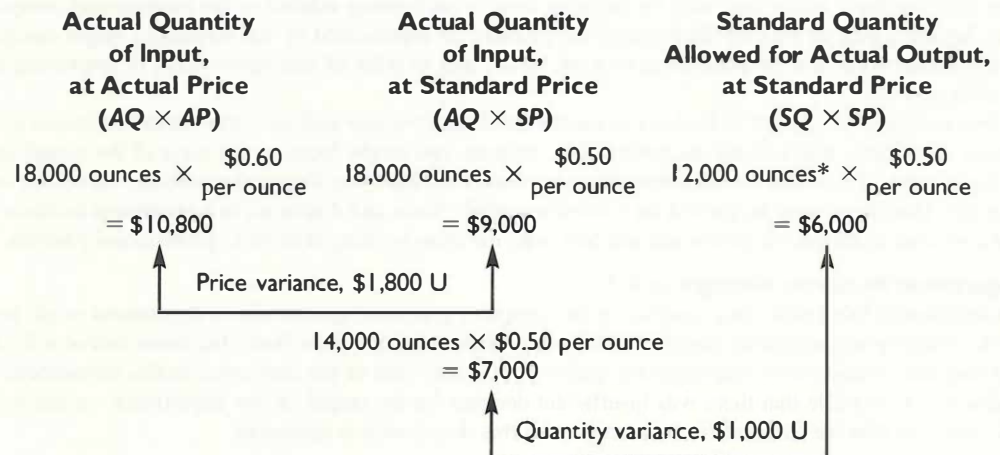 Actual Quantity
of Input,
at Actual Price
(AQ × AP)
18,000 ounces × $0.60 per ounce
= $10,800
Actual Quantity
of Input,
at Standard Price
(AQ × SP)
18,000 ounces × $0.50 per ounce
= $9,000
Standard Quantity
Allowed for Actual Output,
at Standard Price
(SQ × SP)
12,000 ounces* × $0.50 per ounce
= $6,000
Price variance, $1,800 U
14,000 ounces × $0.50 per ounce
= $7,000
Quantity variance, $1,000 U